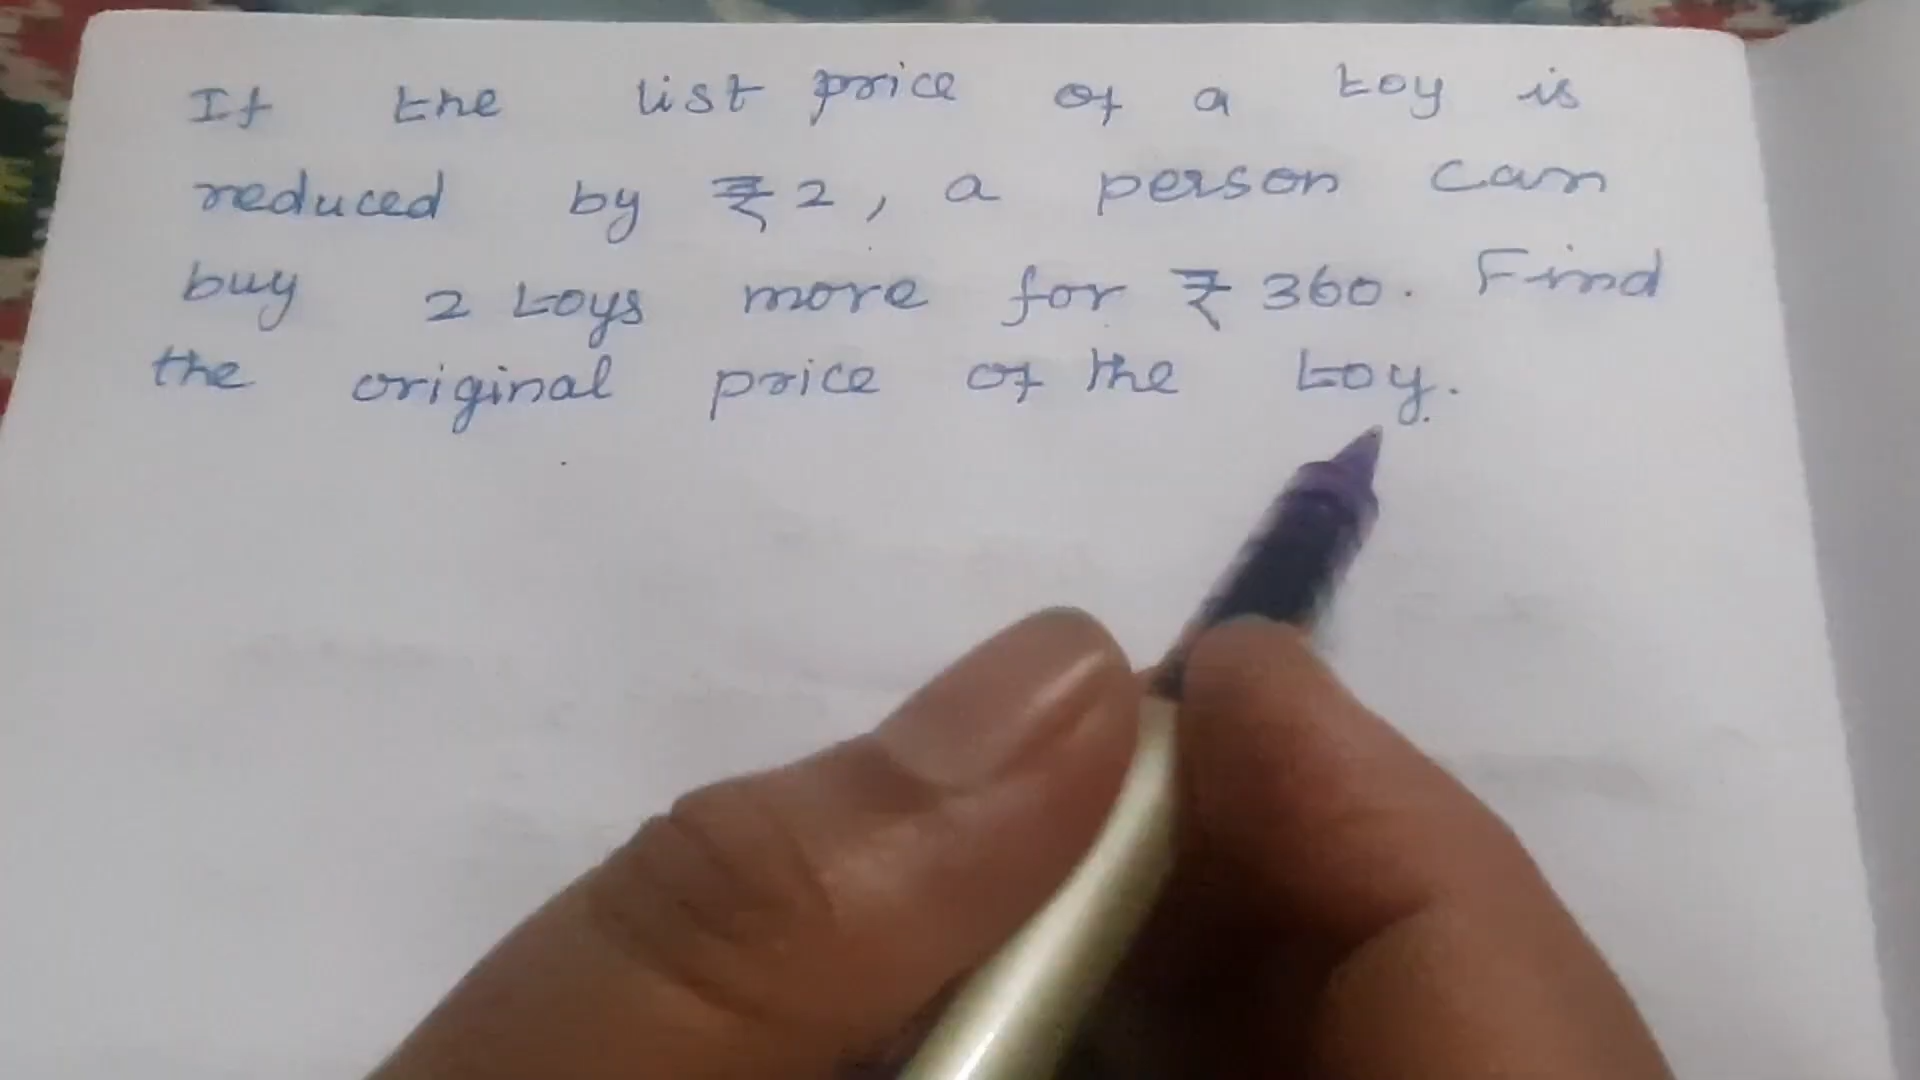 If the list price of a toy is
reduced by ₹ 2, a person can
buy 2 toys more for ₹ 360. Find
the original price of the toy.